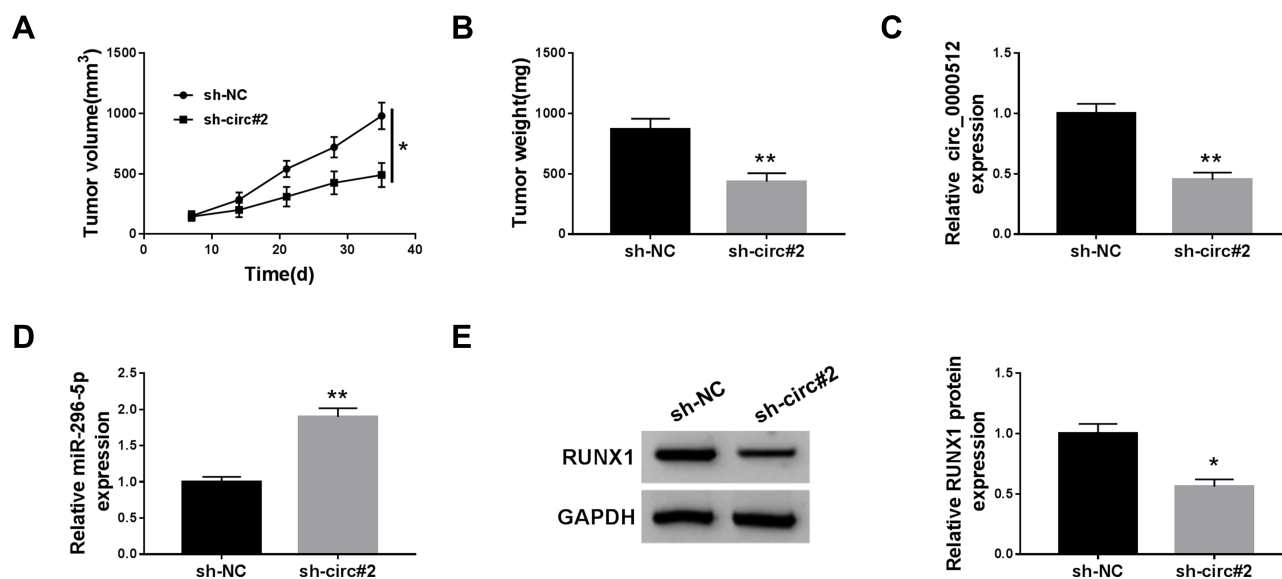 A
Tumor volume(mm3)
1500
1000
500
0
sh-NC
sh-circ#2
*
0 10 20 30 40
Time(d)
B
Tumor weight(mg)
1500
1000
500
0
**
sh-NC sh-circ#2
C
Relative circ_0000512
expression
1.5
1.0
0.5
0.0
**
sh-NC sh-circ#2
D
Relative miR-296-5p
expression
2.5
2.0
1.5
1.0
0.5
0.0
**
sh-NC sh-circ#2
E
sh-NC sh-circ#2
RUNX1
GAPDH
Relative RUNX1 protein
expression
1.5
1.0
0.5
0.0
*
sh-NC sh-circ#2